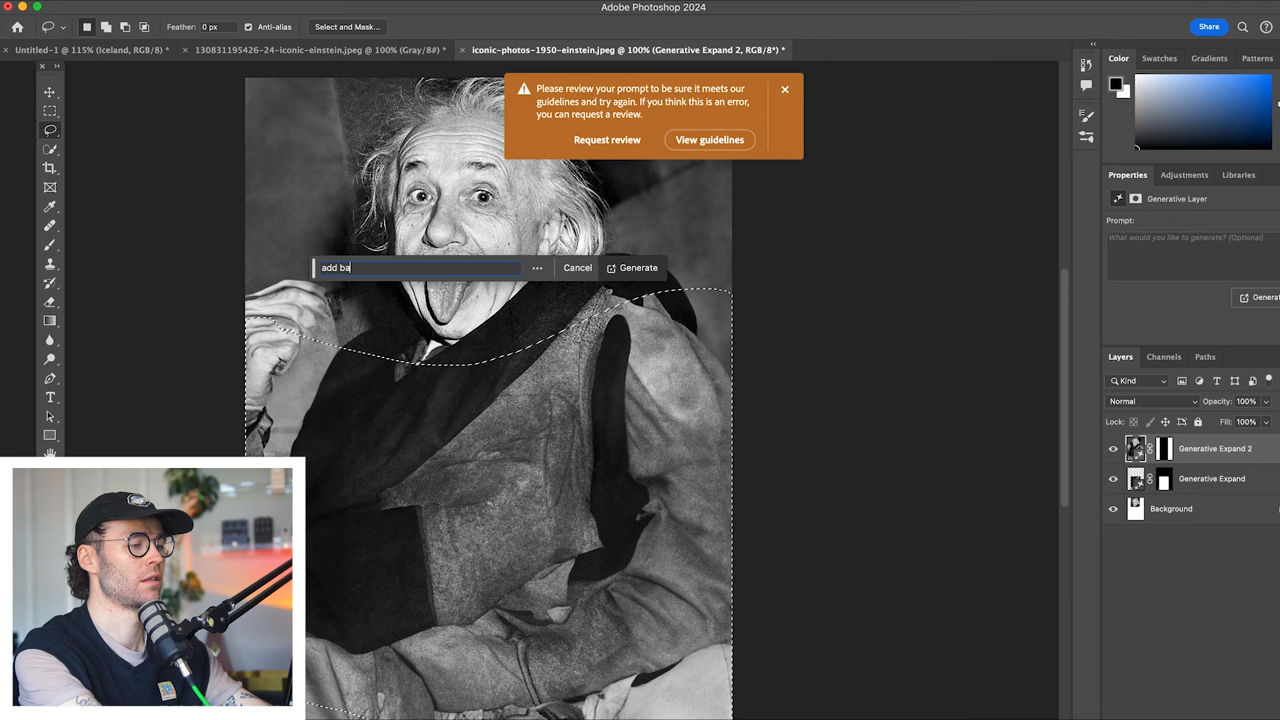 Adobe Photoshop 2024
Feather: 0 px Anti-alias Select and Mask... Share
Untitled-1 @ 115% (Iceland, RGB/8) * 130831195426-24-iconic-einstein.jpeg @ 100% (Gray/8#) * iconic-photos-1950-einstein.jpeg @ 100% (Generative Expand 2, RGB/8*) *
Color Swatches Gradients Patterns
Please review your prompt to be sure it meets our
guidelines and try again. If you think this is an error,
you can request a review.
Request review View guidelines
Properties Adjustments Libraries
Generative Layer
Prompt:
What would you like to generate? (Optional)
add ba Cancel Generate
Genera
Layers Channels Paths
Kind
Normal Opacity: 100%
Lock: Fill: 100%
Generative Expand 2
Generative Expand
Background